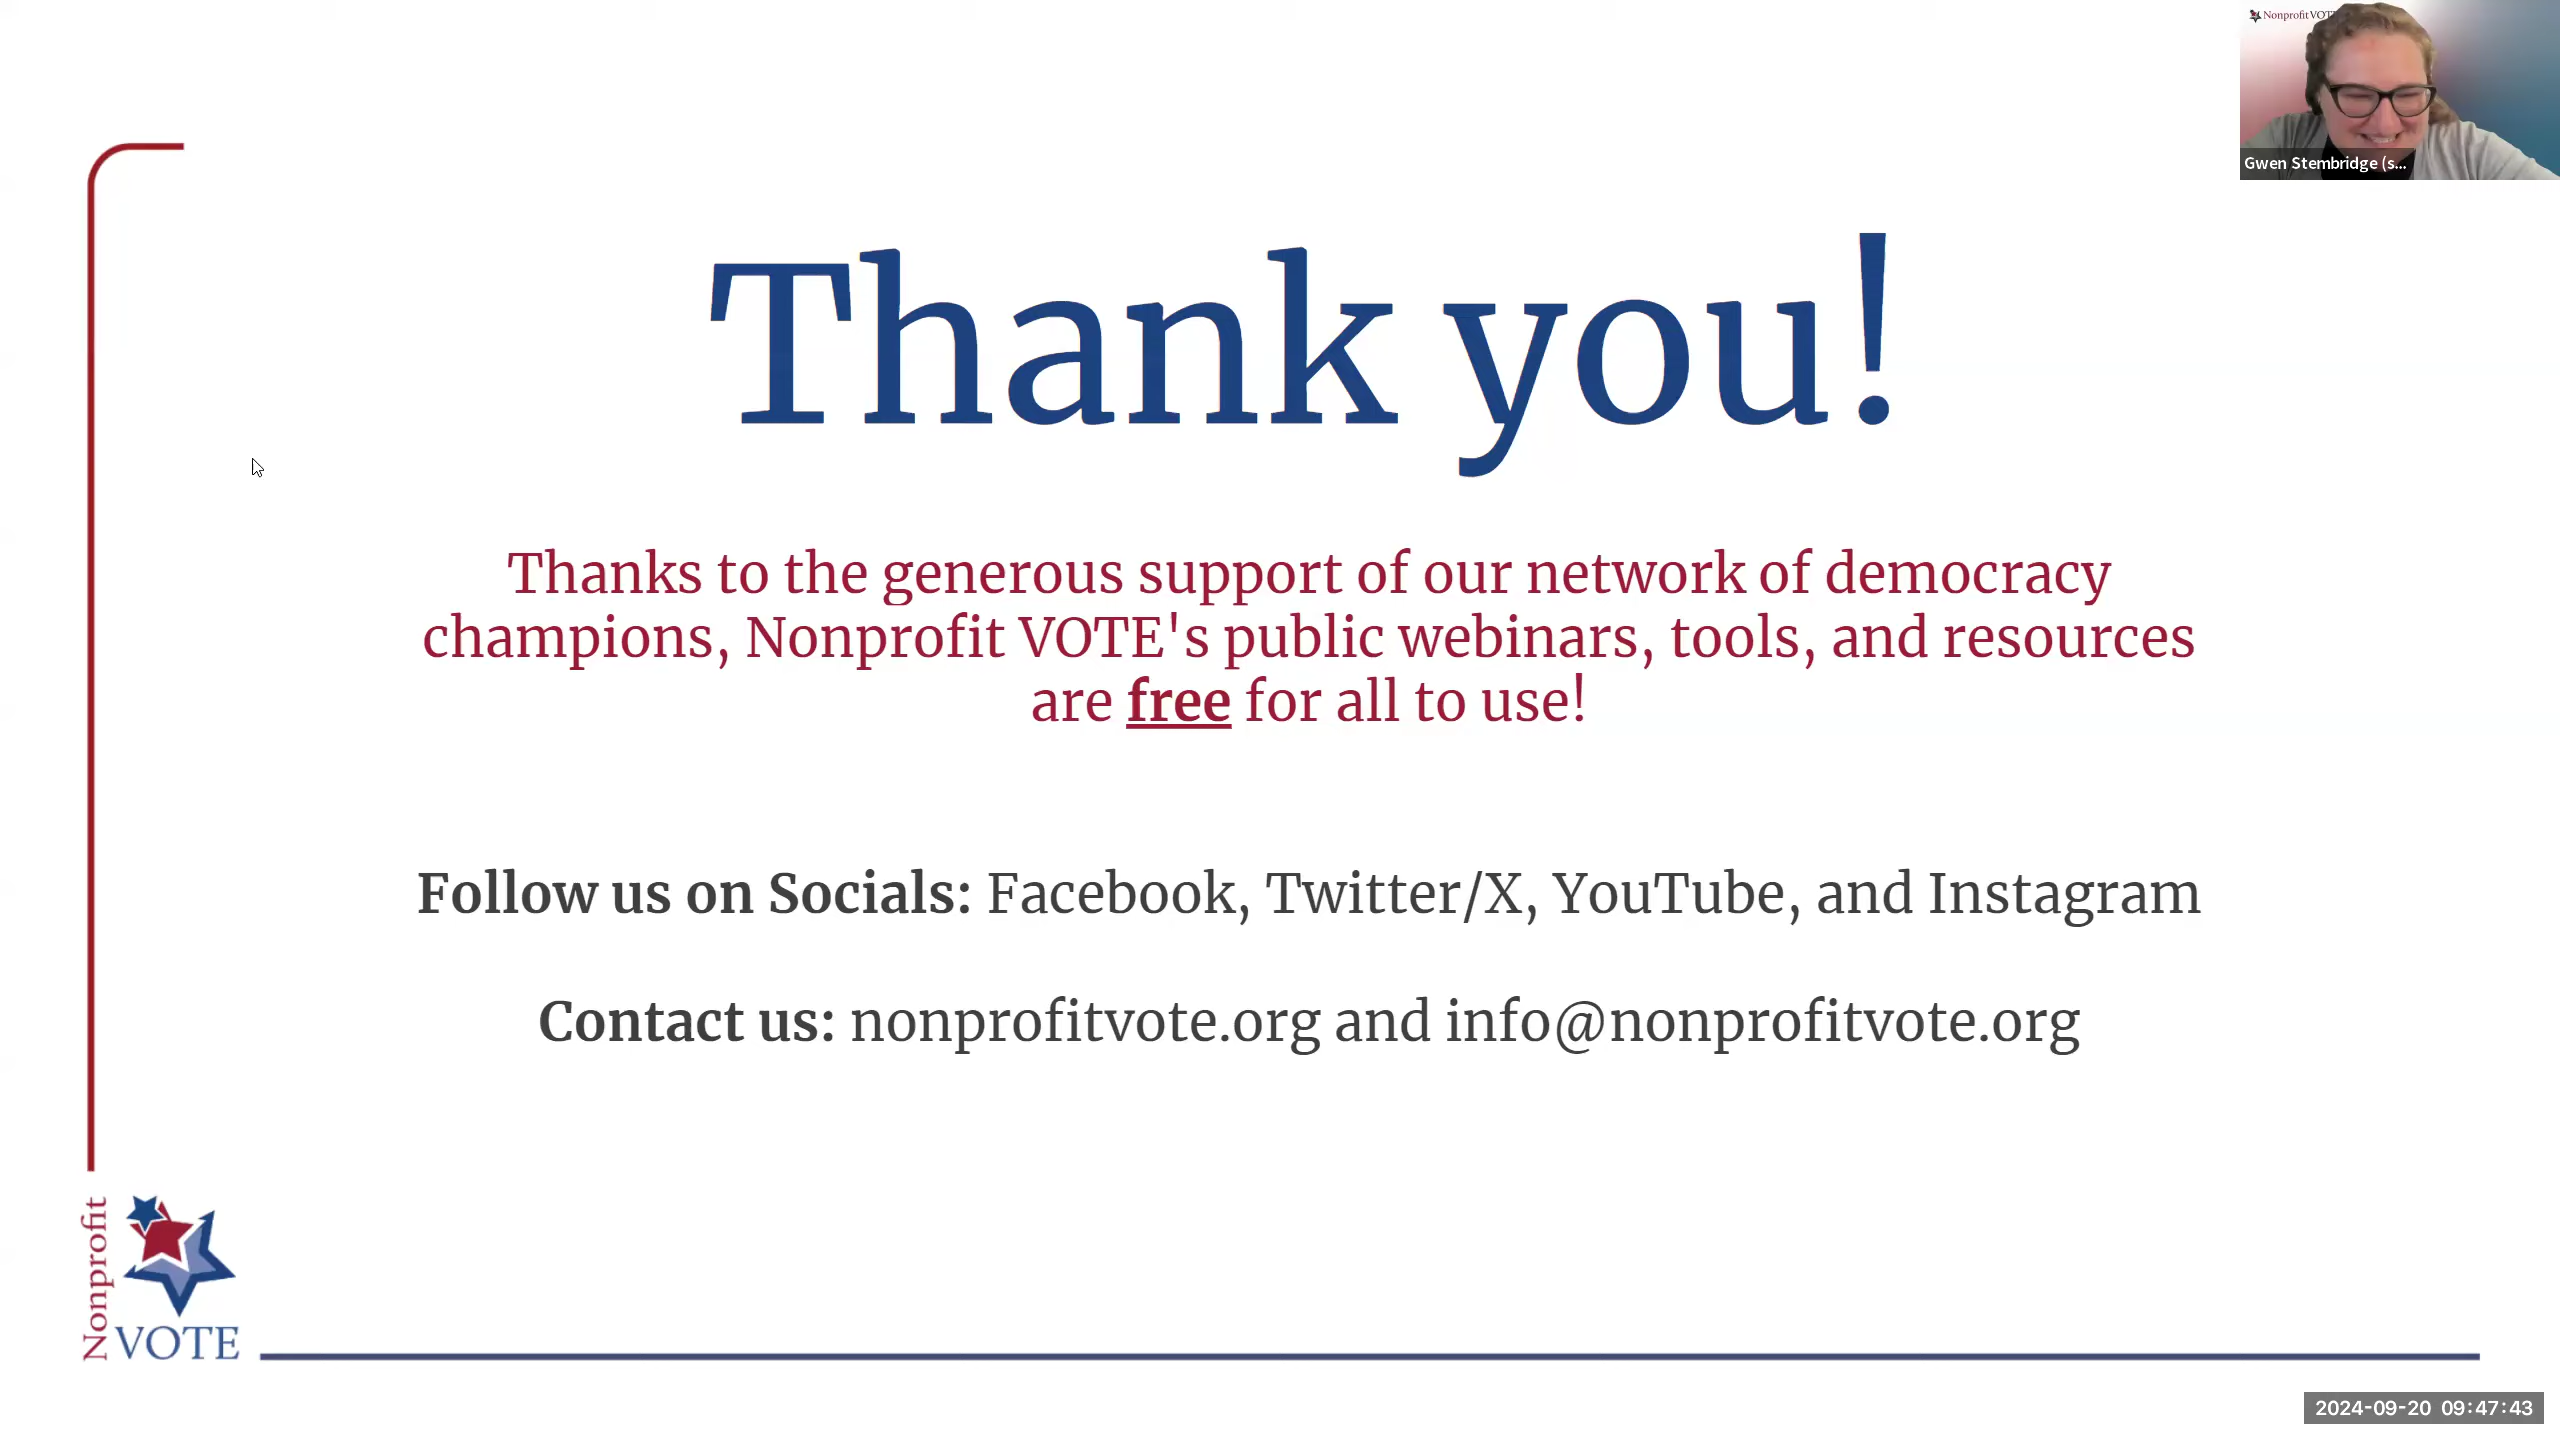 Nonprofit VOTE
Gwen Stembridge (s...
Thank you!
Thanks to the generous support of our network of democracy
champions, Nonprofit VOTE's public webinars, tools, and resources
are free for all to use!
Follow us on Socials: Facebook, Twitter/X, YouTube, and Instagram
Contact us: nonprofitvote.org and info@nonprofitvote.org
Nonprofit
VOTE
2024-09-20 09:47:43